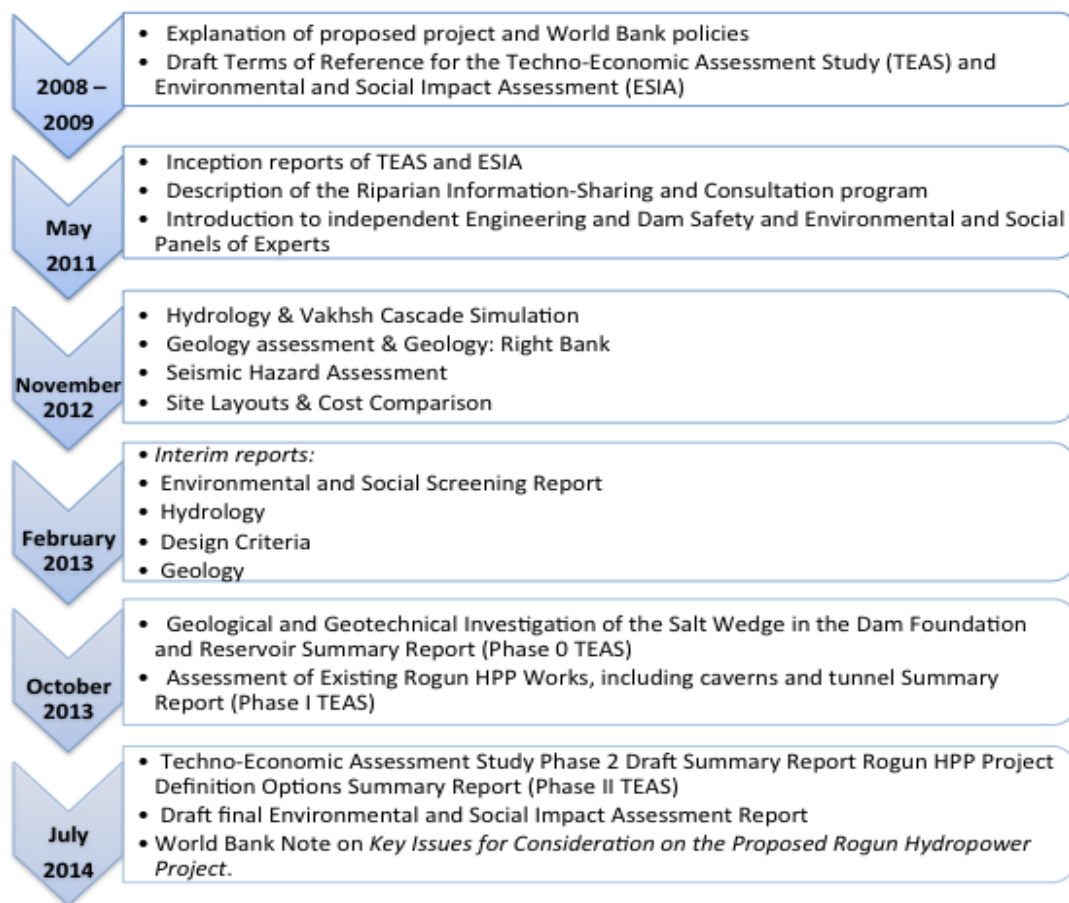 2008 –
2009
• Explanation of proposed project and World Bank policies
• Draft Terms of Reference for the Techno-Economic Assessment Study (TEAS) and
Environmental and Social Impact Assessment (ESIA)
May
2011
• Inception reports of TEAS and ESIA
• Description of the Riparian Information-Sharing and Consultation program
• Introduction to independent Engineering and Dam Safety and Environmental and Social
Panels of Experts
November
2012
• Hydrology & Vakhsh Cascade Simulation
• Geology assessment & Geology: Right Bank
• Seismic Hazard Assessment
• Site Layouts & Cost Comparison
February
2013
• Interim reports:
• Environmental and Social Screening Report
• Hydrology
• Design Criteria
• Geology
October
2013
• Geological and Geotechnical Investigation of the Salt Wedge in the Dam Foundation
and Reservoir Summary Report (Phase 0 TEAS)
• Assessment of Existing Rogun HPP Works, including caverns and tunnel Summary
Report (Phase I TEAS)
July
2014
• Techno-Economic Assessment Study Phase 2 Draft Summary Report Rogun HPP Project
Definition Options Summary Report (Phase II TEAS)
• Draft final Environmental and Social Impact Assessment Report
• World Bank Note on Key Issues for Consideration on the Proposed Rogun Hydropower
Project.